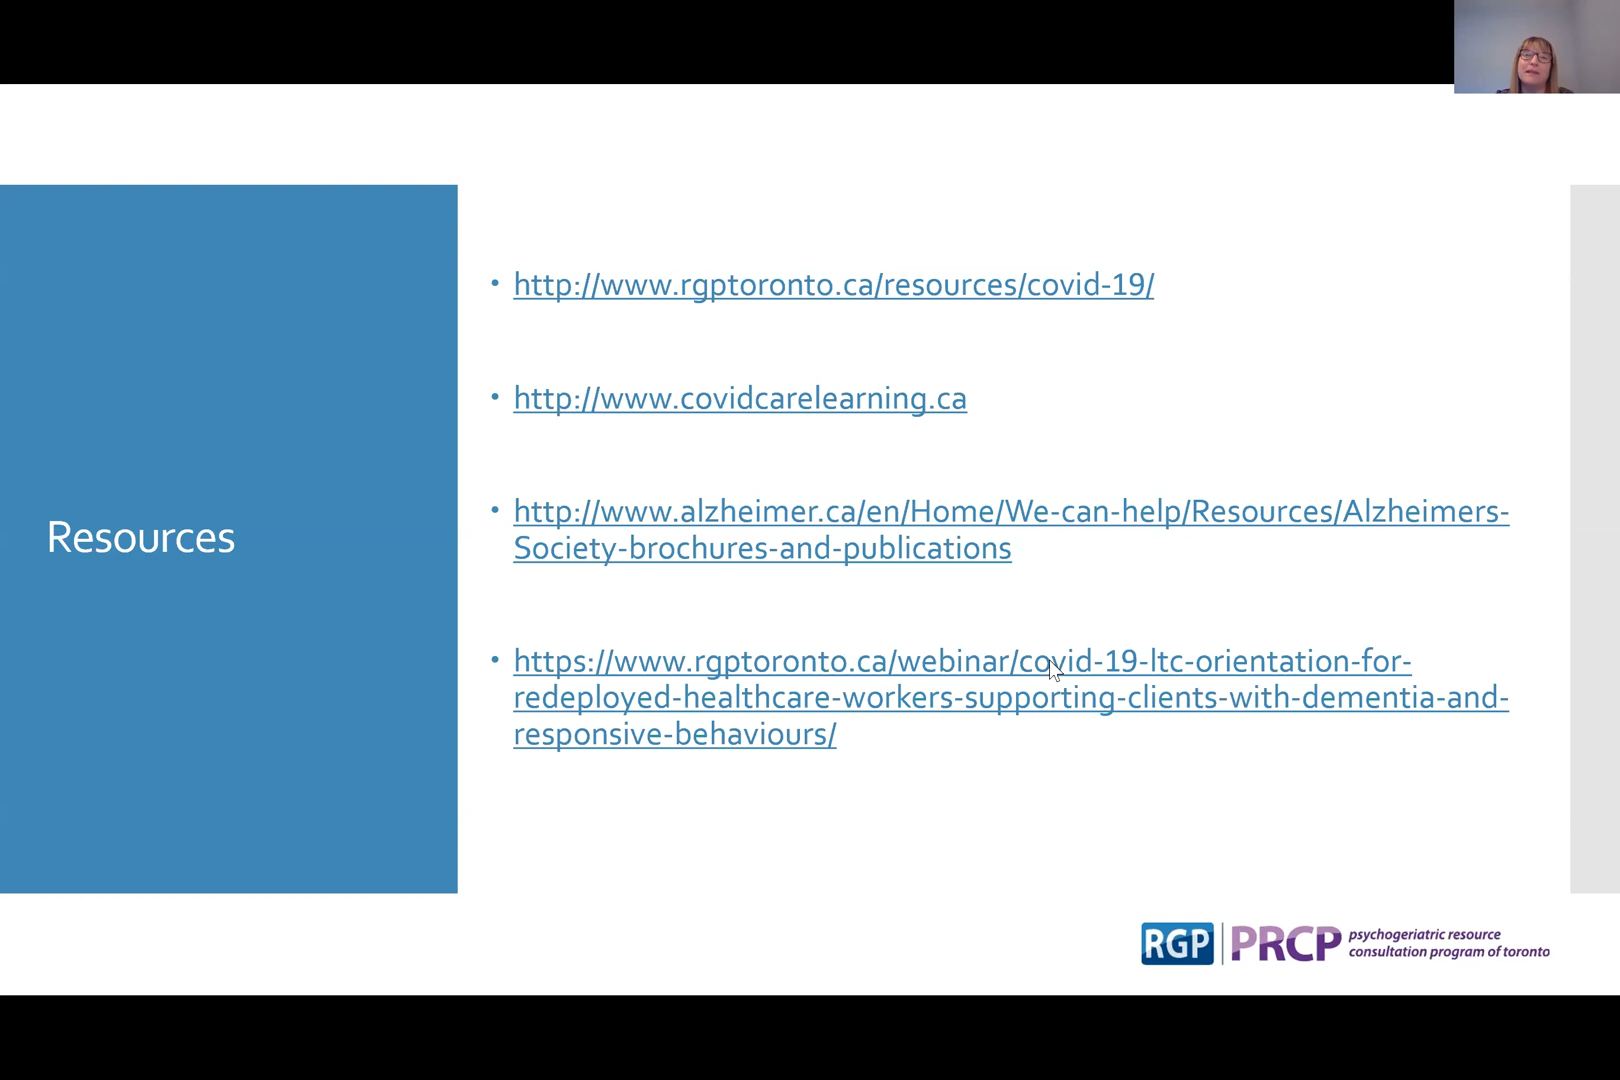 http://www.rgptoronto.ca/resources/covid-19/
http://www.covidcarelearning.ca
http://www.alzheimer.ca/en/Home/We-can-help/Resources/Alzheimers-
Society-brochures-and-publications
Resources
https://www.rgptoronto.ca/webinar/covid-19-ltc-orientation-for-
redeployed-healthcare-workers-supporting-clients-with-dementia-and-
responsive-behaviours/
RGP PRCP psychogeriatric resource
consultation program of toronto